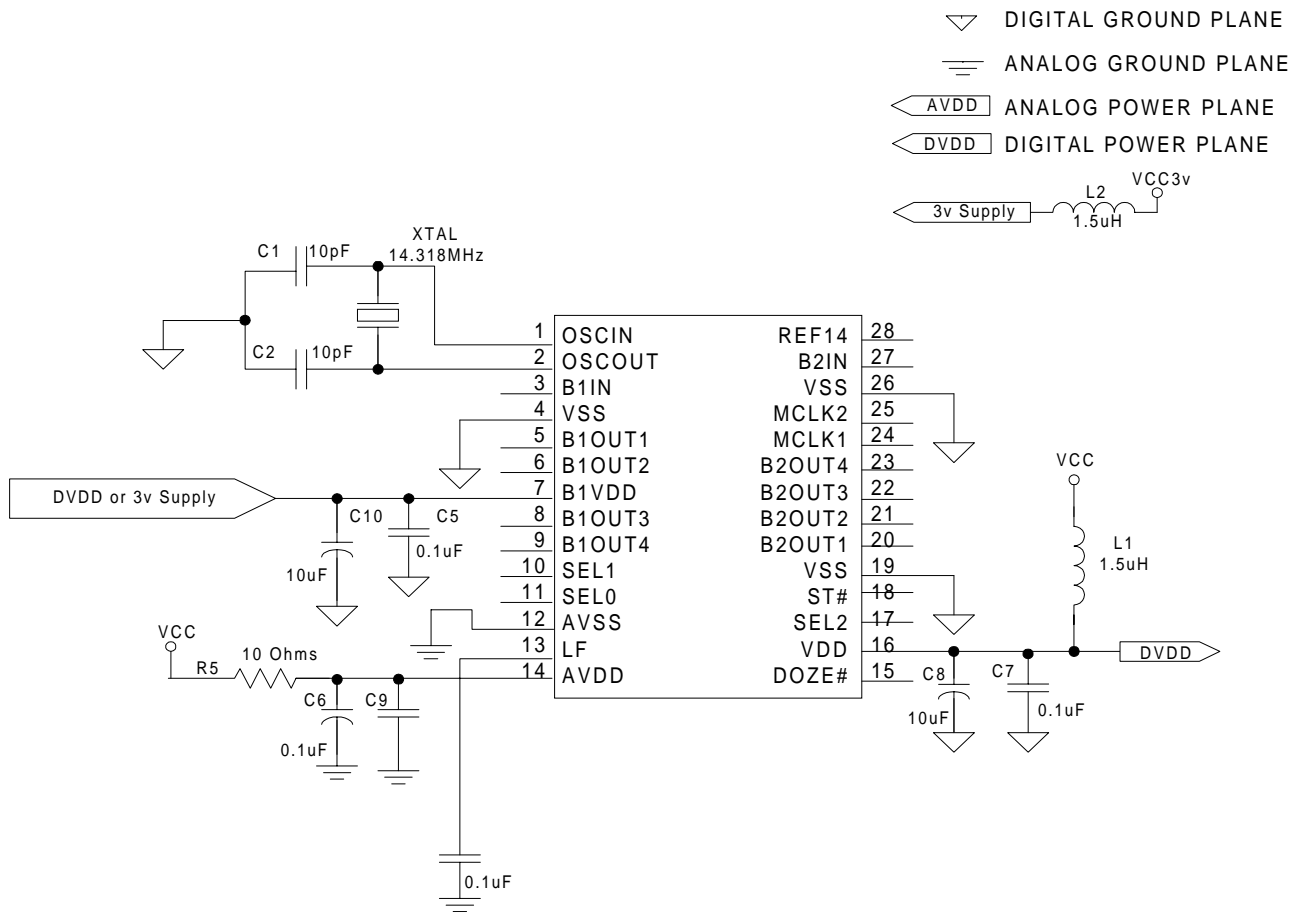 DIGITAL GROUND PLANE
ANALOG GROUND PLANE
AVDD ANALOG POWER PLANE
DVDD DIGITAL POWER PLANE
VCC3v
L2
3v Supply
1.5uH
XTAL
14.318MHz
C1 10pF
C2 10pF
1 OSCIN
2 OSCOUT
3 B1IN
4 VSS
5 B1OUT1
6 B1OUT2
7 B1VDD
8 B1OUT3
9 B1OUT4
10 SEL1
11 SEL0
12 AVSS
13 LF
14 AVDD
REF14 28
B2IN 27
VSS 26
MCLK2 25
MCLK1 24
B2OUT4 23
B2OUT3 22
B2OUT2 21
B2OUT1 20
VSS 19
ST# 18
SEL2 17
VDD 16
DOZE# 15
DVDD or 3v Supply
C10
10uF
C5
0.1uF
VCC
R5
10 Ohms
C6
0.1uF
C9
0.1uF
VCC
L1
1.5uH
DVDD
C8
10uF
C7
0.1uF